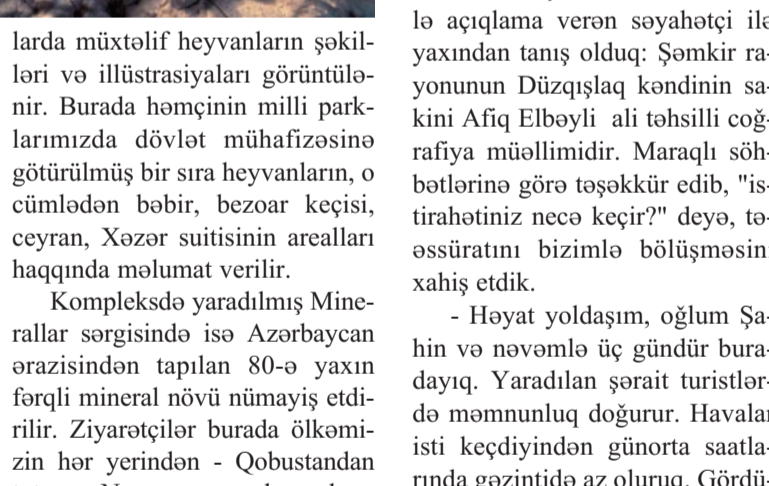 larda müxtəlif heyvanların şəkil-
ləri və illüstrasiyaları görüntülə-
nir. Burada həmçinin milli park-
larımızda dövlət mühafizəsinə
götürülmüş bir sıra heyvanların, o
cümlədən bəbir, bezoar keçisi,
ceyran, Xəzər suitisinin arealları
haqqında məlumat verilir.
Kompleksdə yaradılmış Mine-
rallar sərgisində isə Azərbaycan
ərazisindən tapılan 80-ə yaxın
fərqli mineral növü nümayiş etdi-
rilir. Ziyarətçilər burada ölkəmi-
zin hər yerindən - Qobustandan
lə açıqlama verən səyahətçi ilə
yaxından tanış olduq: Şəmkir ra-
yonunun Düzqışlaq kəndinin sa-
kini Afiq Elbəyli ali təhsilli coğ-
rafiya müəllimidir. Maraqlı söh-
bətlərinə görə təşəkkür edib, "is-
tirahətiniz necə keçir?" deyə, tə-
əssüratını bizimlə bölüşməsini
xahiş etdik.
- Həyat yoldaşım, oğlum Şa-
hin və nəvəmlə üç gündür bura-
dayıq. Yaradılan şərait turistlər-
də məmnunluq doğurur. Havalar
isti keçdiyindən günorta saatla-
rında gəzintidə az oluruq. Gördü-